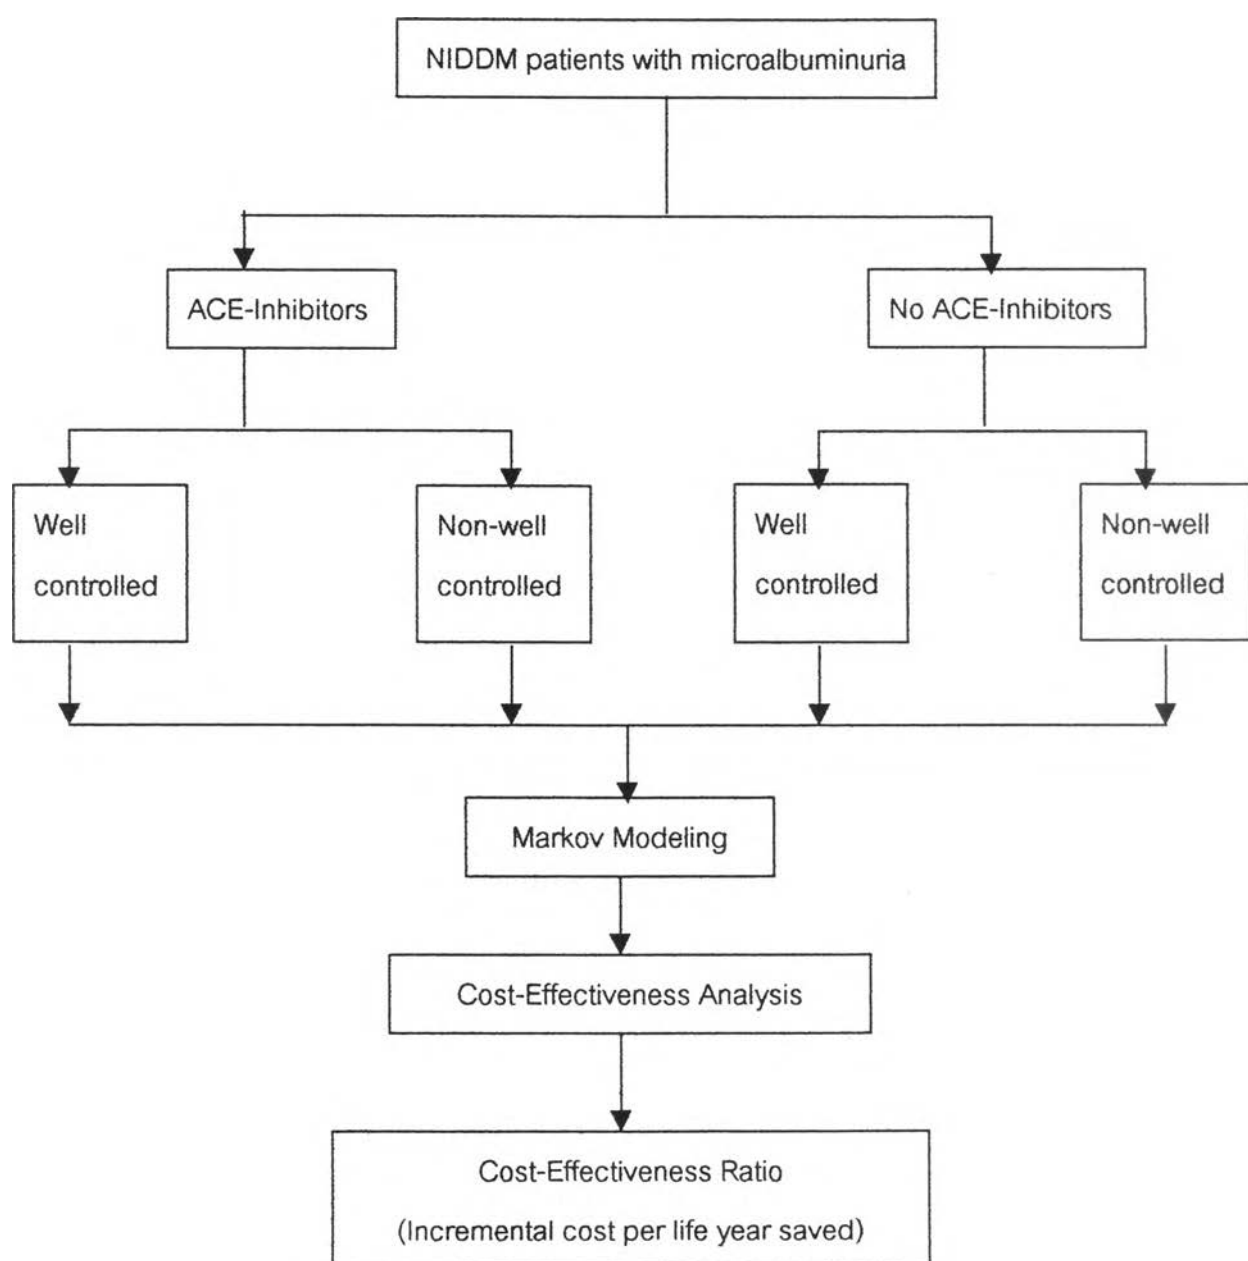 NIDDM patients with microalbuminuria
ACE-Inhibitors
No ACE-Inhibitors
Well
controlled
Non-well
controlled
Well
controlled
Non-well
controlled
Markov Modeling
Cost-Effectiveness Analysis
Cost-Effectiveness Ratio
(Incremental cost per life year saved)